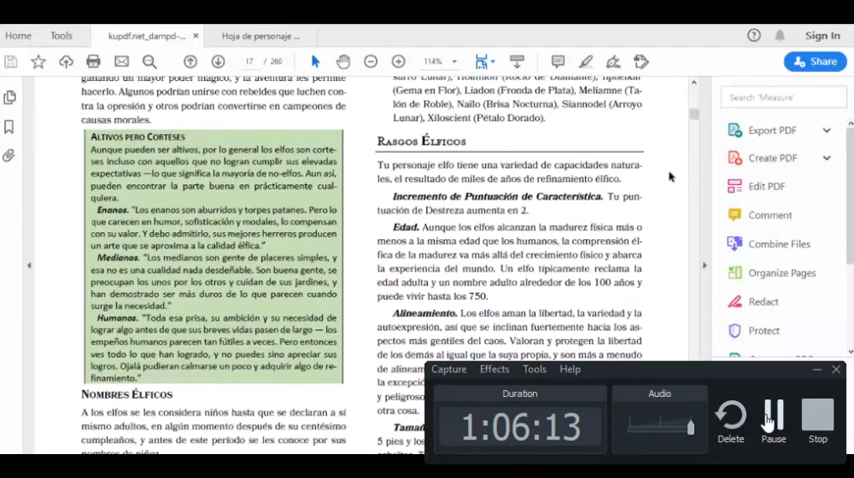 Home Tools kupdf.net_dampd-... × Hoja de personaje ... Sign In
17 / 260 114% Share
ganando un mayor poder mágico, y la aventura les permite
hacerlo. Algunos podrían unirse con rebeldes que luchen con-
tra la opresión y otros podrían convertirse en campeones de
causas morales.
ALTIVOS PERO CORTESES
Aunque pueden ser altivos, por lo general los elfos son corte-
ses incluso con aquellos que no logran cumplir sus elevadas
expectativas —lo que significa la mayoría de no-elfos. Aun así,
pueden encontrar la parte buena en prácticamente cual-
quiera.
Enanos. "Los enanos son aburridos y torpes patanes. Pero lo
que carecen en humor, sofisticación y modales, lo compensan
con su valor. Y debo admitirlo, sus mejores herreros producen
un arte que se aproxima a la calidad élfica."
Medianos. "Los medianos son gente de placeres simples, y
esa no es una cualidad nada desdeñable. Son buena gente, se
preocupan los unos por los otros y cuidan de sus jardines, y
han demostrado ser más duros de lo que parecen cuando
surge la necesidad."
Humanos. "Toda esa prisa, su ambición y su necesidad de
lograr algo antes de que sus breves vidas pasen de largo — los
empeños humanos parecen tan fútiles a veces. Pero entonces
ves todo lo que han logrado, y no puedes sino apreciar sus
logros. Ojalá pudieran calmarse un poco y adquirir algo de re-
finamiento."
NOMBRES ÉLFICOS
A los elfos se les considera niños hasta que se declaran a sí
mismo adultos, en algún momento después de su centésimo
cumpleaños, y antes de este período se les conoce por sus
nombres de niñez.
(Gema en Flor), Liadon (Fronda de Plata), Meliamne (Ta-
lón de Roble), Naïlo (Brisa Nocturna), Siannodel (Arroyo
Lunar), Xiloscient (Pétalo Dorado).
RASGOS ÉLFICOS
Tu personaje elfo tiene una variedad de capacidades natura-
les, el resultado de miles de años de refinamiento élfico.
Incremento de Puntuación de Característica. Tu pun-
tuación de Destreza aumenta en 2.
Edad. Aunque los elfos alcanzan la madurez física más o
menos a la misma edad que los humanos, la comprensión él-
fica de la madurez va más allá del crecimiento físico y abarca
la experiencia del mundo. Un elfo típicamente reclama la
edad adulta y un nombre adulto alrededor de los 100 años y
puede vivir hasta los 750.
Alineamiento. Los elfos aman la libertad, la variedad y la
autoexpresión, así que se inclinan fuertemente hacia los as-
pectos más gentiles del caos. Valoran y protegen la libertad
de los demás al igual que la suya propia, y son más a menudo
de alineam
la excepció
y peligroso
otra cosa.
Tamañ
5 pies y los
Search 'Measure'
Export PDF
Create PDF
Edit PDF
Comment
Combine Files
Organize Pages
Redact
Protect
Capture Effects Tools Help
Duration Audio
1:06:13
Delete Pause Stop